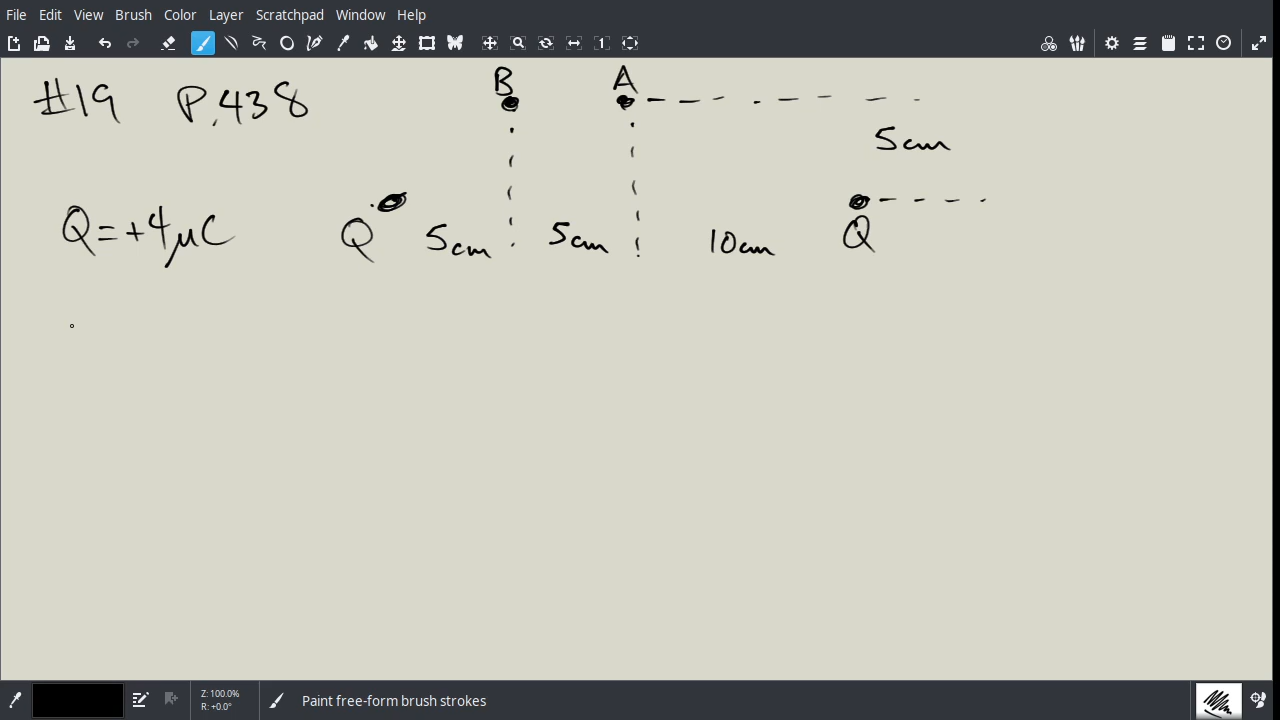 File Edit View Brush Color Layer Scratchpad Window Help
#19 P.438
B A
5cm
Q=+4μC
Q 5cm 5cm 10cm Q
Z: 100.0%
R: +0.0°
Paint free-form brush strokes